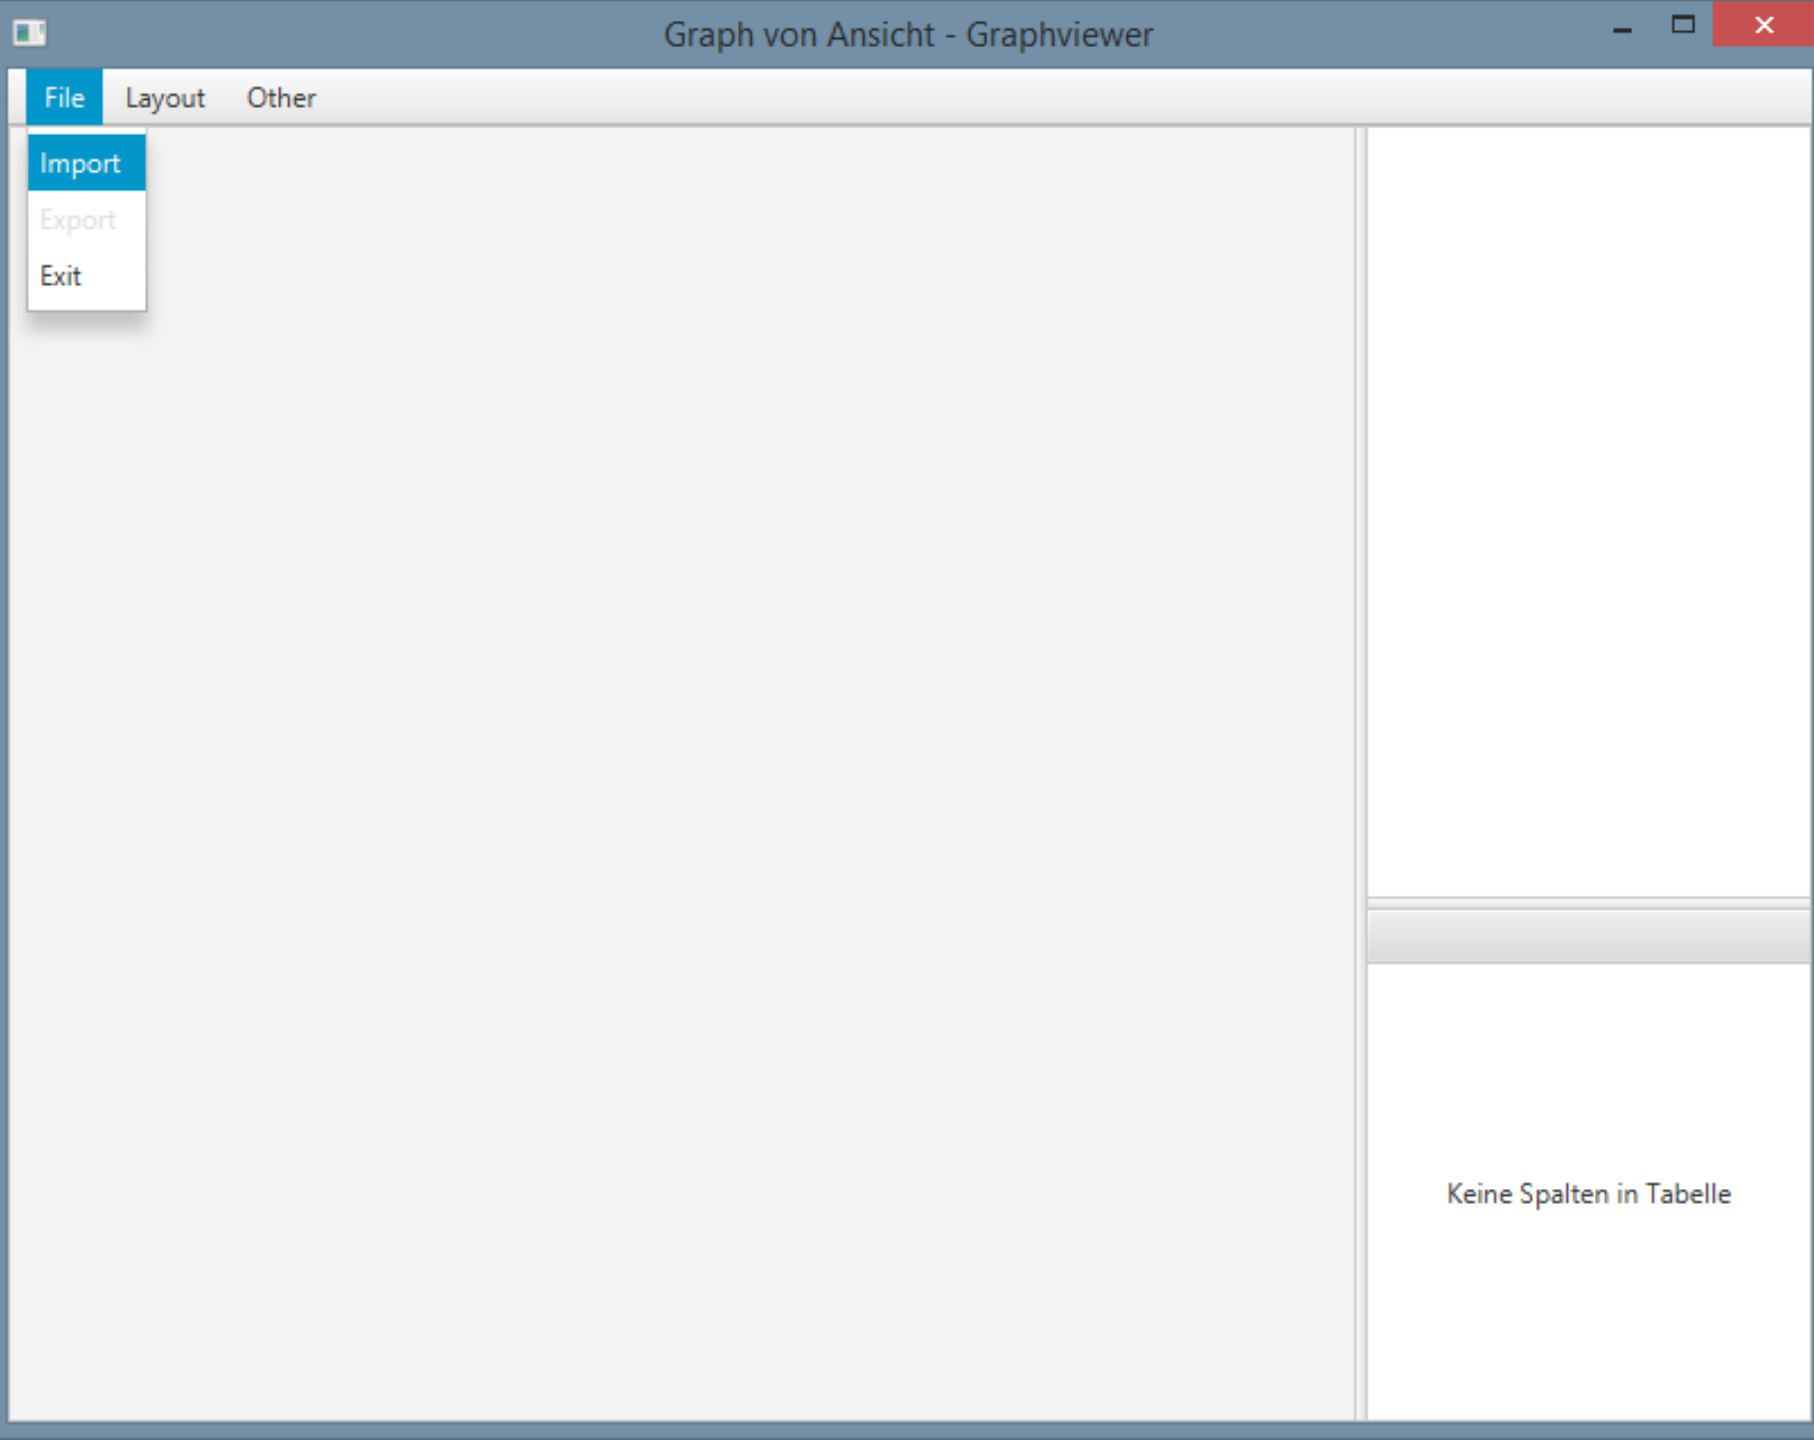 Graph von Ansicht - Graphviewer
File Layout Other
Import
Export
Exit
Keine Spalten in Tabelle